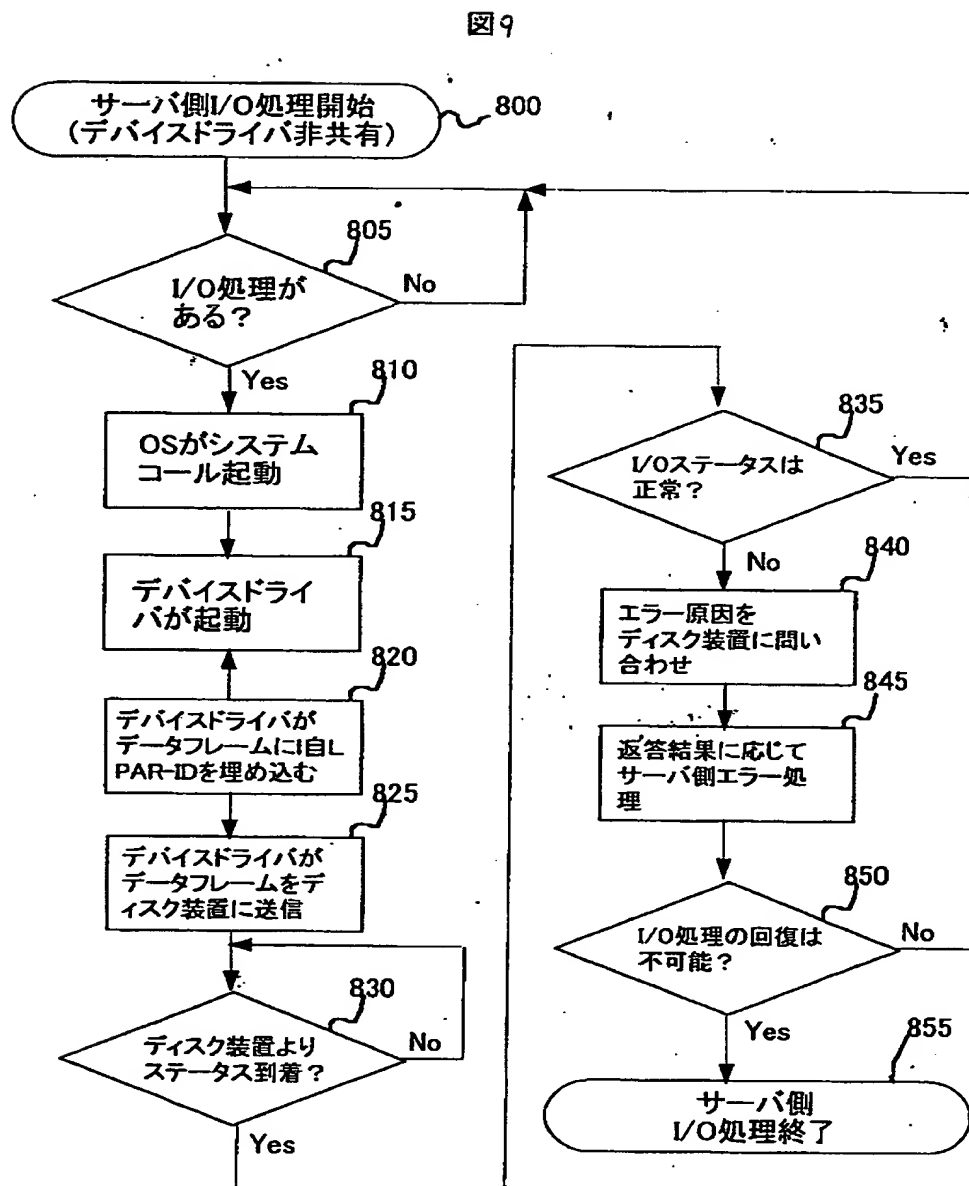 図9
サーバ側I/O処理開始
(デバイスドライバ非共有)
800
805
I/O処理が
ある？
No
Yes
810
OSがシステム
コール起動
815
デバイスドライ
バが起動
820
デバイスドライバが
データフレームにI自L
PAR-IDを埋め込む
825
デバイスドライバが
データフレームをデ
ィスク装置に送信
830
ディスク装置より
ステータス到着？
No
Yes
835
I/Oステータスは
正常？
Yes
No
840
エラー原因を
ディスク装置に問い
合わせ
845
返答結果に応じて
サーバ側エラー処
理
850
I/O処理の回復は
不可能？
No
Yes
855
サーバ側
I/O処理終了